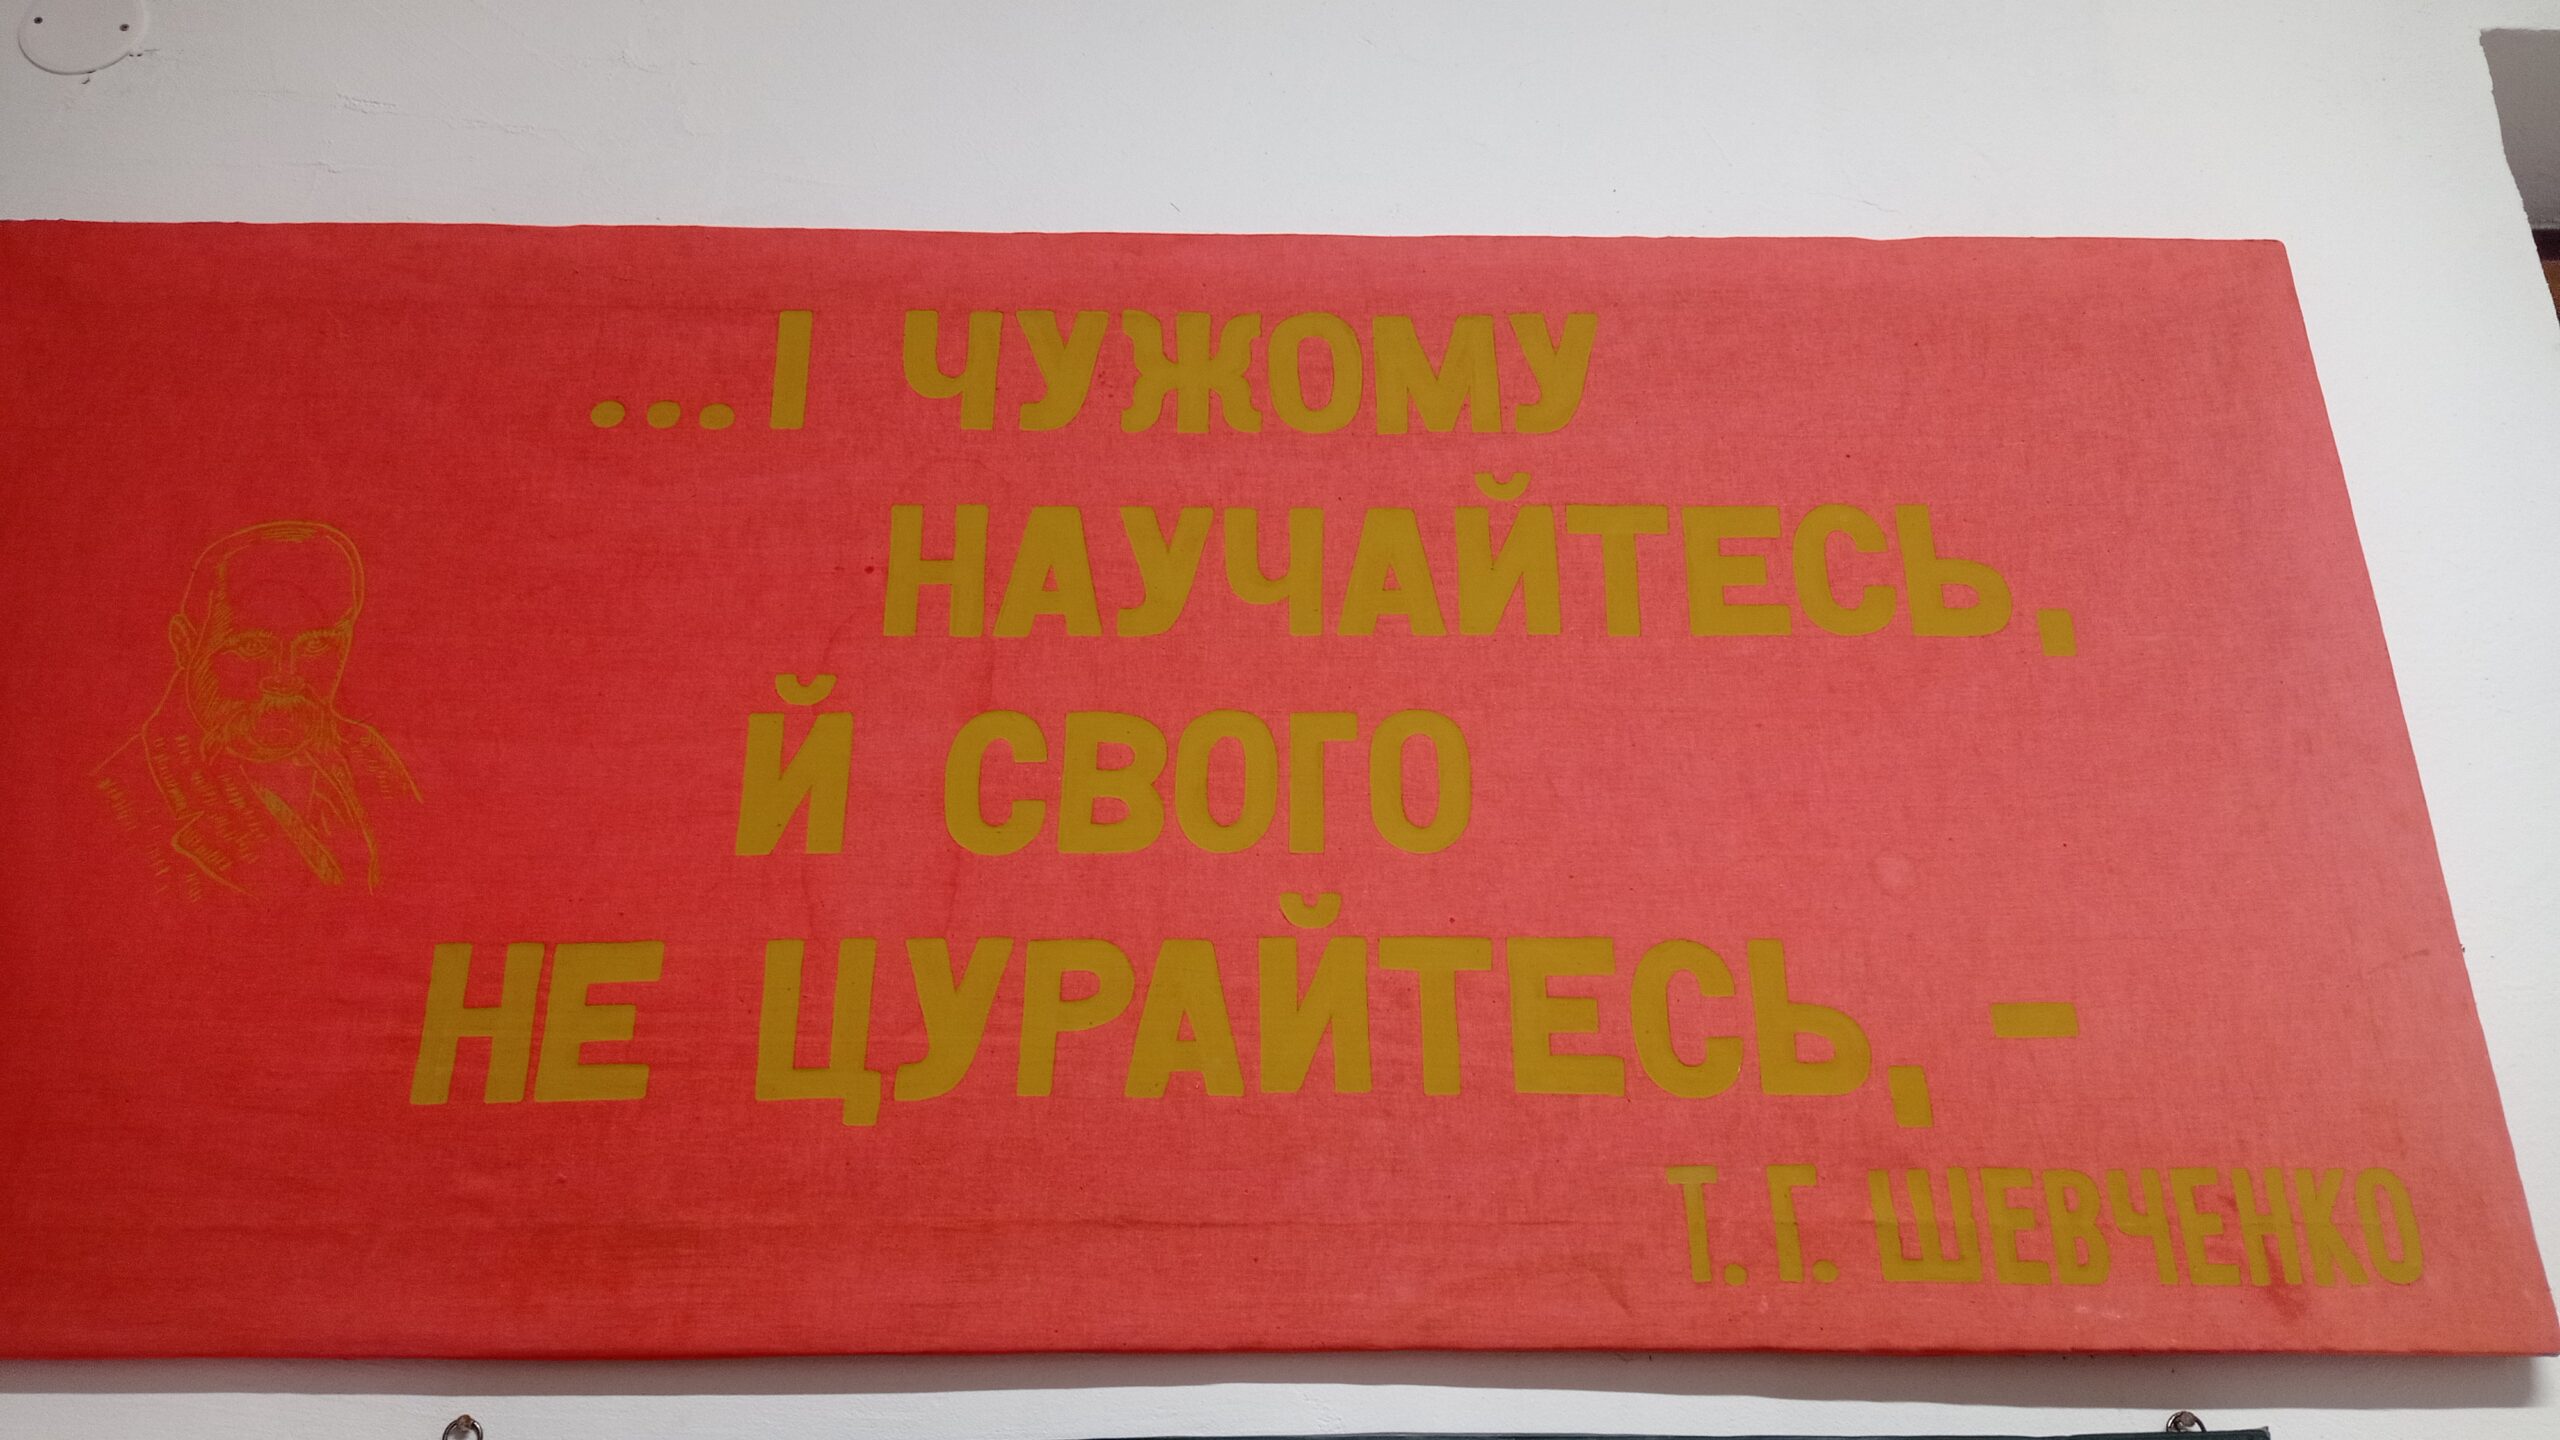 ...І ЧУЖОМУ
НАУЧАЙТЕСЬ,
Й СВОГО
НЕ ЦУРАЙТЕСЬ, -
Т. Г. ШЕВЧЕНКО